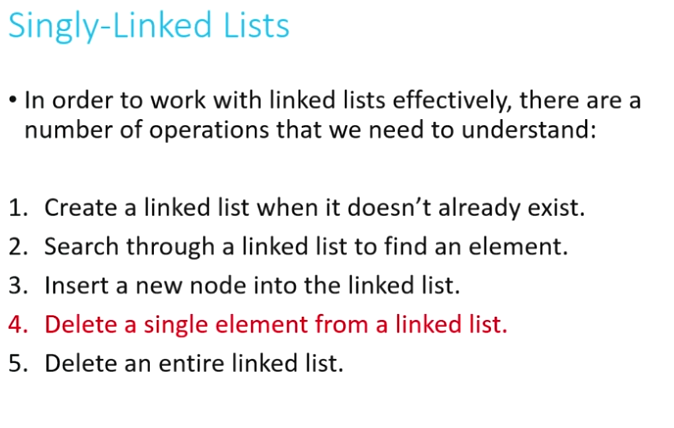 Singly-Linked Lists
• In order to work with linked lists effectively, there are a
number of operations that we need to understand:
1. Create a linked list when it doesn’t already exist.
2. Search through a linked list to find an element.
3. Insert a new node into the linked list.
4. Delete a single element from a linked list.
5. Delete an entire linked list.